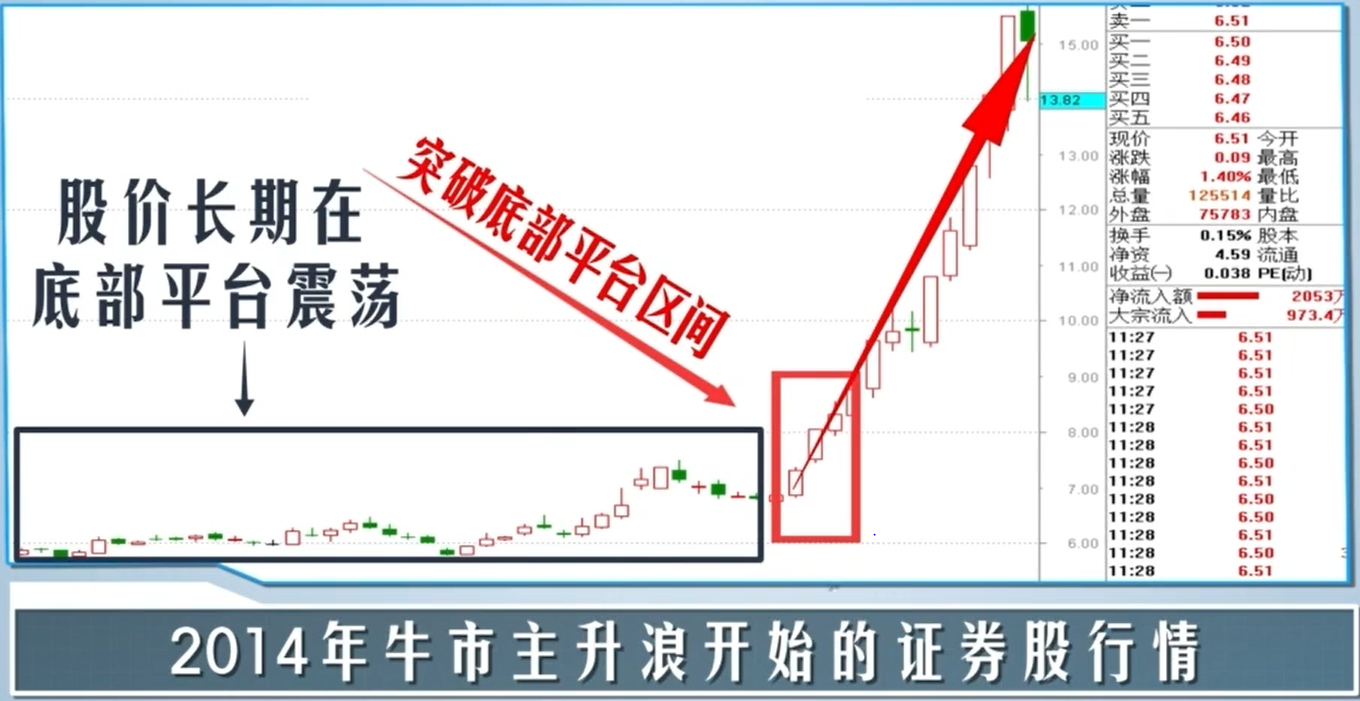 卖一 6.51
买一 6.50
买二 6.49
买三 6.48
买四 6.47
买五 6.46
现价 6.51 今开
涨跌 0.09 最高
涨幅 1.40% 最低
总量 125514 量比
外盘 75783 内盘
换手 0.15% 股本
净资 4.59 流通
收益㈠ 0.038 PE(动)
净流入额 2053万
大宗流入 973.4万
11:27 6.51
11:27 6.51
11:27 6.51
11:27 6.51
11:27 6.50
11:28 6.51
11:28 6.51
11:28 6.50
11:28 6.51
11:28 6.50
11:28 6.50
11:28 6.51
11:28 6.50
11:28 6.51
15.00
13.82
13.00
12.00
11.00
10.00
9.00
8.00
7.00
6.00
突破底部平台区间
股价长期在
底部平台震荡
2014年牛市主升浪开始的证券股行情